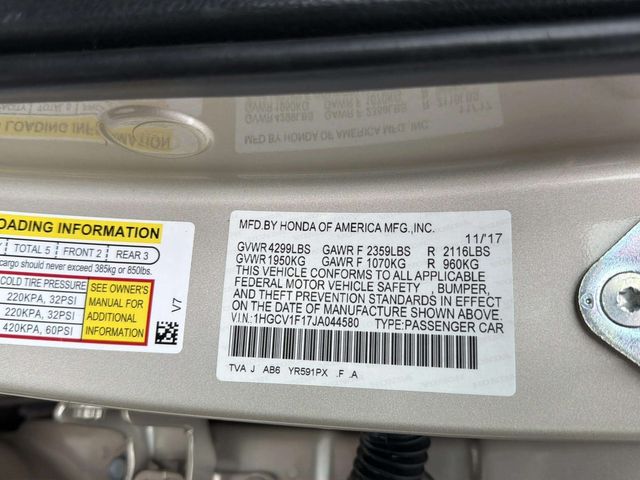 LOADING INFORMATION
TOTAL 5 FRONT 2 REAR 3
cargo should never exceed 385kg or 850lbs.
COLD TIRE PRESSURE
220KPA, 32PSI
220KPA, 32PSI
420KPA, 60PSI
SEE OWNER'S
MANUAL FOR
ADDITIONAL
INFORMATION
V7
MFD.BY HONDA OF AMERICA MFG.,INC.
11/'17
GVWR 4299LBS GAWR F 2359LBS R 2116LBS
GVWR 1950KG GAWR F 1070KG R 960KG
THIS VEHICLE CONFORMS TO ALL APPLICABLE
FEDERAL MOTOR VEHICLE SAFETY , BUMPER,
AND THEFT PREVENTION STANDARDS IN EFFECT
ON THE DATE OF MANUFACTURE SHOWN ABOVE.
V.I.N.:1HGCV1F17JA044580 TYPE:PASSENGER CAR
TVA J AB6 YR591PX .F .A